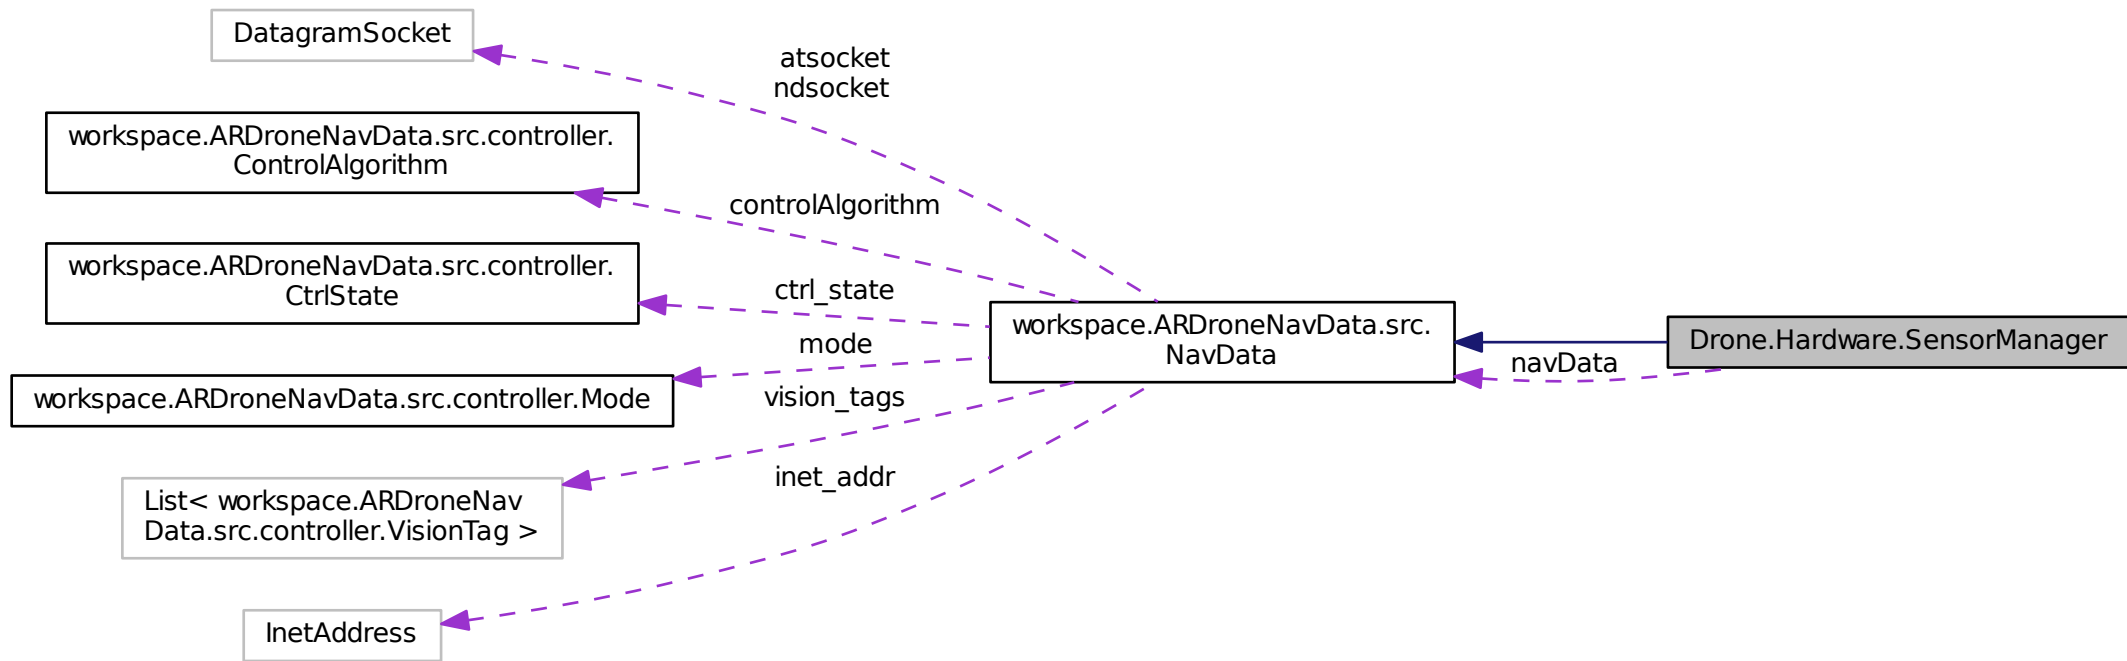 DatagramSocket
atsocket
ndsocket
workspace.ARDroneNavData.src.controller.
ControlAlgorithm
controlAlgorithm
workspace.ARDroneNavData.src.controller.
CtrlState
ctrl_state
workspace.ARDroneNavData.src.
NavData
Drone.Hardware.SensorManager
navData
mode
workspace.ARDroneNavData.src.controller.Mode
vision_tags
List< workspace.ARDroneNav
Data.src.controller.VisionTag >
inet_addr
InetAddress